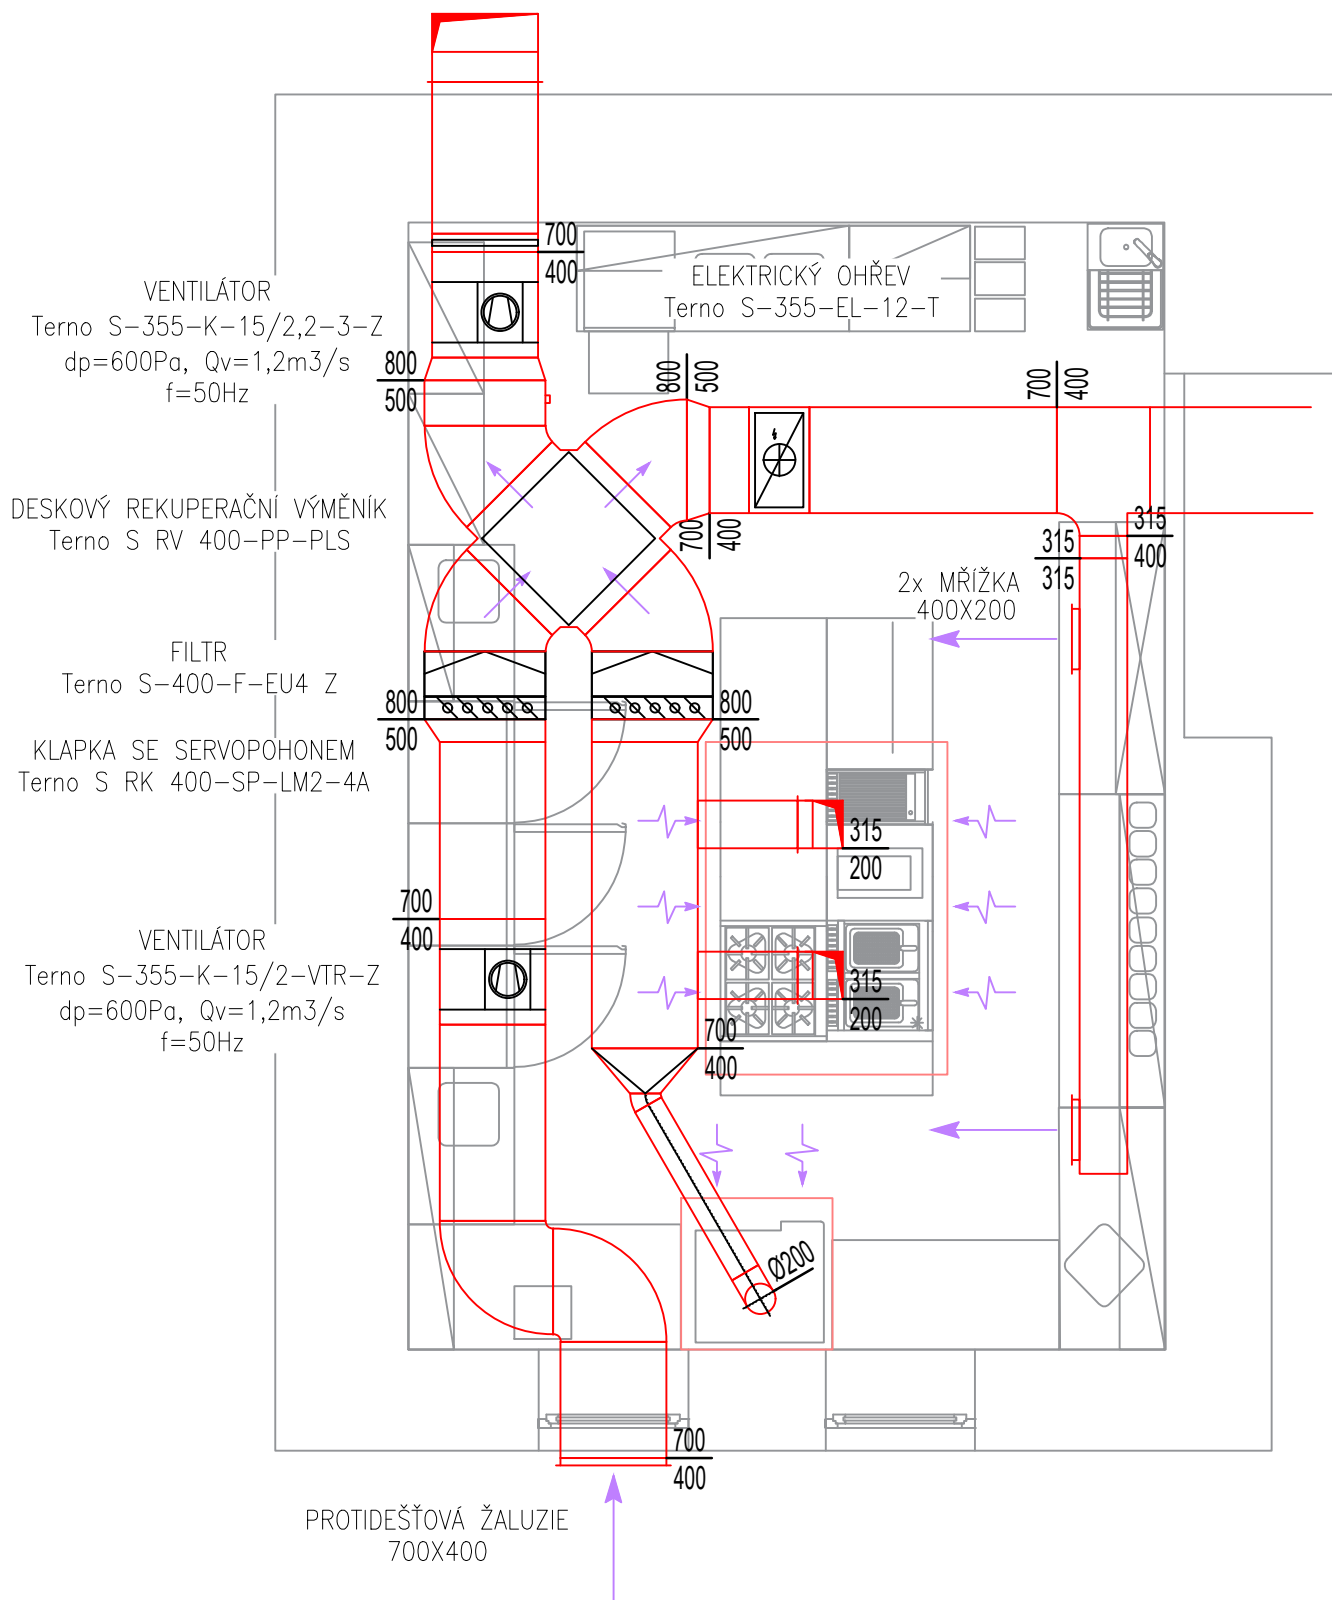 700
400
ELEKTRICKÝ OHŘEV
Terno S-355-EL-12-T
VENTILÁTOR
Terno S-355-K-15/2,2-3-Z
dp=600Pa, Qv=1,2m3/s
f=50Hz
800
500
800
500
700
400
DESKOVÝ REKUPERAČNÍ VÝMĚNÍK
Terno S RV 400-PP-PLS
700
400
315
400
315
315
2x MŘÍŽKA
400X200
FILTR
Terno S-400-F-EU4 Z
800
500
800
500
KLAPKA SE SERVOPOHONEM
Terno S RK 400-SP-LM2-4A
315
200
700
400
VENTILÁTOR
Terno S-355-K-15/2-VTR-Z
dp=600Pa, Qv=1,2m3/s
f=50Hz
315
200
700
400
Ø200
700
400
PROTIDEŠŤOVÁ ŽALUZIE
700X400